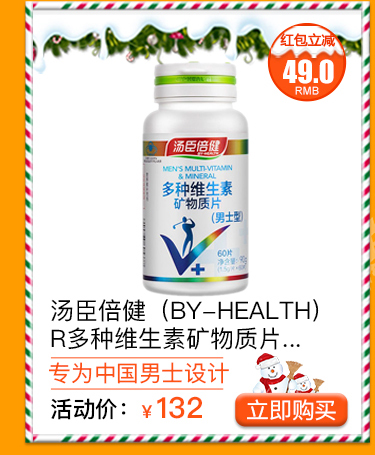 红包立减
49.0
RMB
汤臣倍健
BY-HEALTH
MEN'S MULTI-VITAMIN
& MINERAL
多种维生素
矿物质片
(男士型)
60片
汤臣倍健（BY-HEALTH）
R多种维生素矿物质片...
专为中国男士设计
活动价：¥132
立即购买